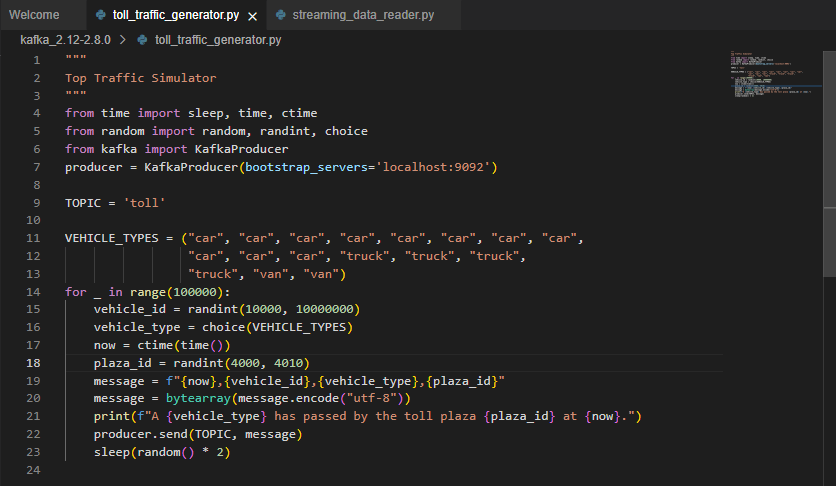 Welcome toll_traffic_generator.py × streaming_data_reader.py
kafka_2.12-2.8.0 > toll_traffic_generator.py
1 """
2 Top Traffic Simulator
3 """
4 from time import sleep, time, ctime
5 from random import random, randint, choice
6 from kafka import KafkaProducer
7 producer = KafkaProducer(bootstrap_servers='localhost:9092')
8
9 TOPIC = 'toll'
10
11 VEHICLE_TYPES = ("car", "car", "car", "car", "car", "car", "car", "car",
12                  "car", "car", "car", "truck", "truck", "truck",
13                  "truck", "van", "van")
14 for _ in range(100000):
15     vehicle_id = randint(10000, 10000000)
16     vehicle_type = choice(VEHICLE_TYPES)
17     now = ctime(time())
18     plaza_id = randint(4000, 4010)
19     message = f"{now},{vehicle_id},{vehicle_type},{plaza_id}"
20     message = bytearray(message.encode("utf-8"))
21     print(f"A {vehicle_type} has passed by the toll plaza {plaza_id} at {now}.")
22     producer.send(TOPIC, message)
23     sleep(random() * 2)
24